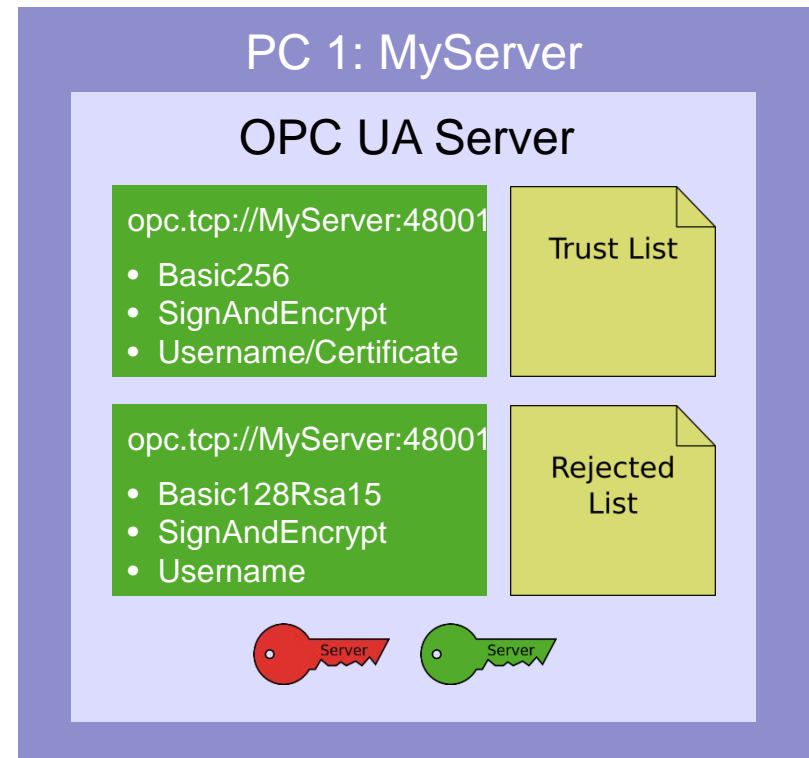 PC 1: MyServer
OPC UA Server
opc.tcp://MyServer:48001
• Basic256
• SignAndEncrypt
• Username/Certificate
Trust List
opc.tcp://MyServer:48001
• Basic128Rsa15
• SignAndEncrypt
• Username
Rejected
List
Server
Server